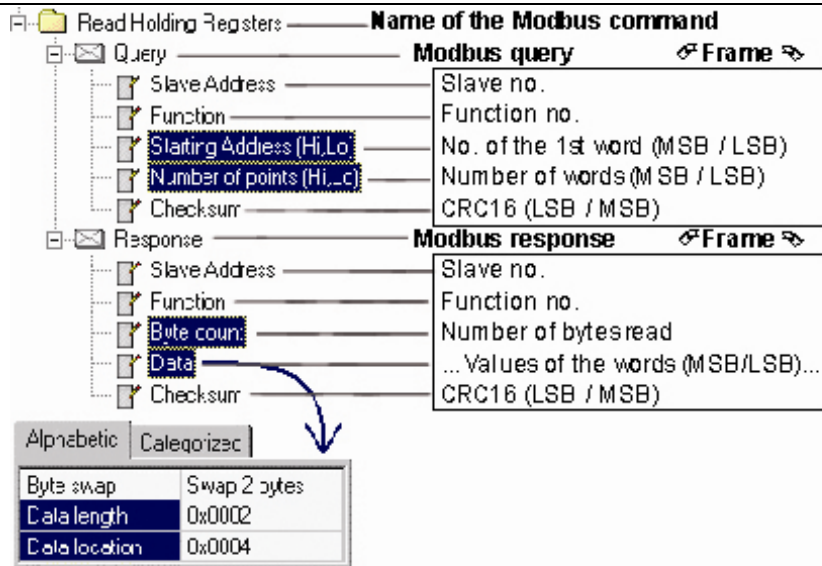 Read Holding Registers Name of the Modbus command
Query Modbus query Frame
Slave Address Slave no.
Function Function no.
Starting Address (Hi,Lo) No. of the 1st word (MSB / LSB)
Number of points (Hi,Lo) Number of words (MSB / LSB)
Checksum CRC16 (LSB / MSB)
Response Modbus response Frame
Slave Address Slave no.
Function Function no.
Byte count Number of bytes read
Data ... Values of the words (MSB/LSB)...
Checksum CRC16 (LSB / MSB)
Alphabetic Categorized
Byte swap Swap 2 bytes
Data length 0x0002
Data location 0x0004